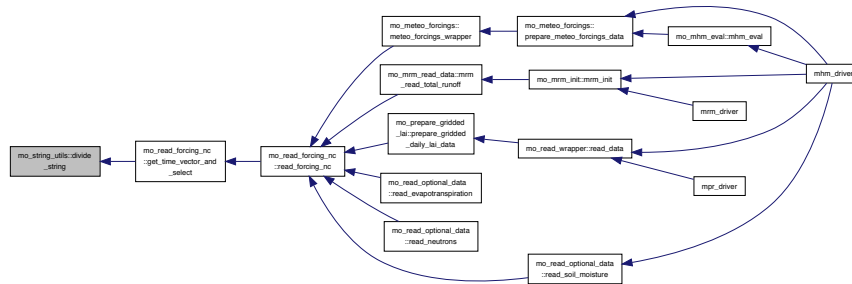 mo_string_utils::divide
_string
mo_read_forcing_nc
::get_time_vector_and
_select
mo_read_forcing_nc
::read_forcing_nc
mo_meteo_forcings::
meteo_forcings_wrapper
mo_mrm_read_data::mrm
_read_total_runoff
mo_prepare_gridded
_lai::prepare_gridded
_daily_lai_data
mo_read_optional_data
::read_evapotranspiration
mo_read_optional_data
::read_neutrons
mo_meteo_forcings::
prepare_meteo_forcings_data
mo_mrm_init::mrm_init
mo_read_wrapper::read_data
mo_read_optional_data
::read_soil_moisture
mo_mhm_eval::mhm_eval
mrm_driver
mpr_driver
mhm_driver